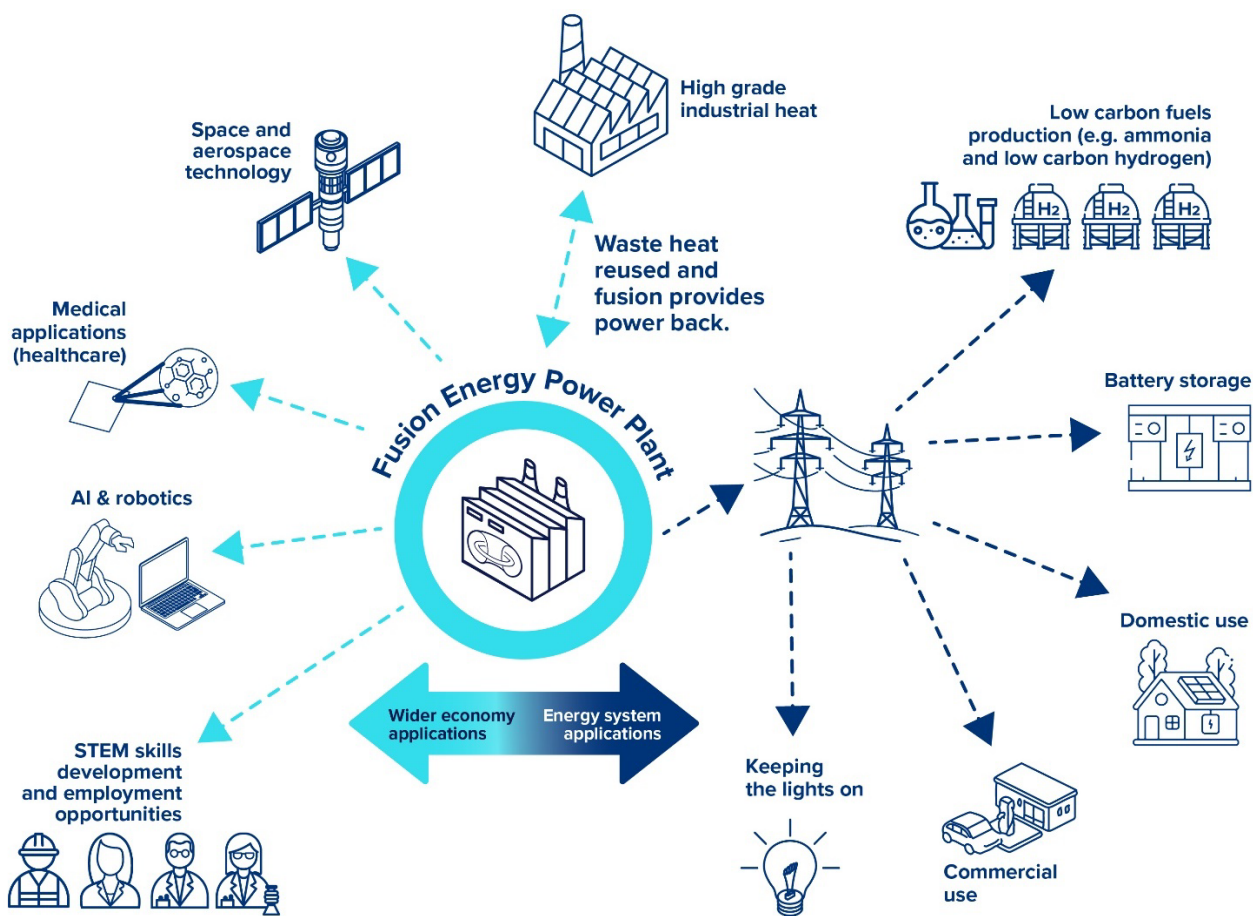 High grade
industrial heat
Space and
aerospace
technology
Low carbon fuels
production (e.g. ammonia
and low carbon hydrogen)
H2
H2
H2
Waste heat
reused and
fusion provides
power back.
Medical
applications
(healthcare)
Fusion Energy Power Plant
Battery storage
AI & robotics
Domestic use
Wider economy
applications
Energy system
applications
STEM skills
development
and employment
opportunities
Keeping
the lights on
Commercial
use